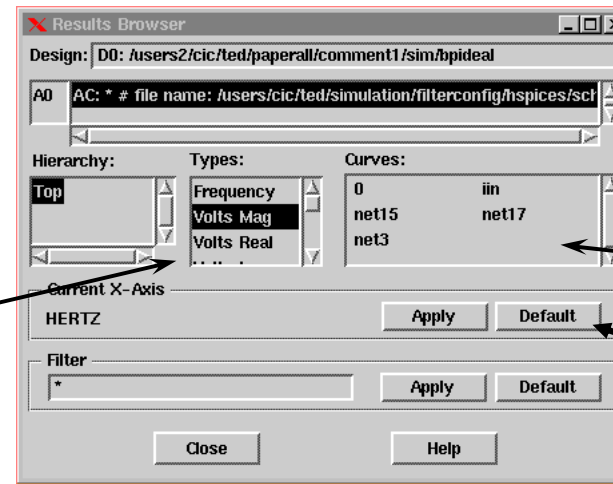 Results Browser
Design: D0: /users2/cic/ted/paperall/comment1/sim/bpideal
A0 AC: * # file name: /users/cic/ted/simulation/filterconfig/hspices/sch
Hierarchy: Types: Curves:
Top Frequency 0 iin
Volts Mag net15 net17
Volts Real net3
Current X-Axis
HERTZ Apply Default
Filter
* Apply Default
Close Help